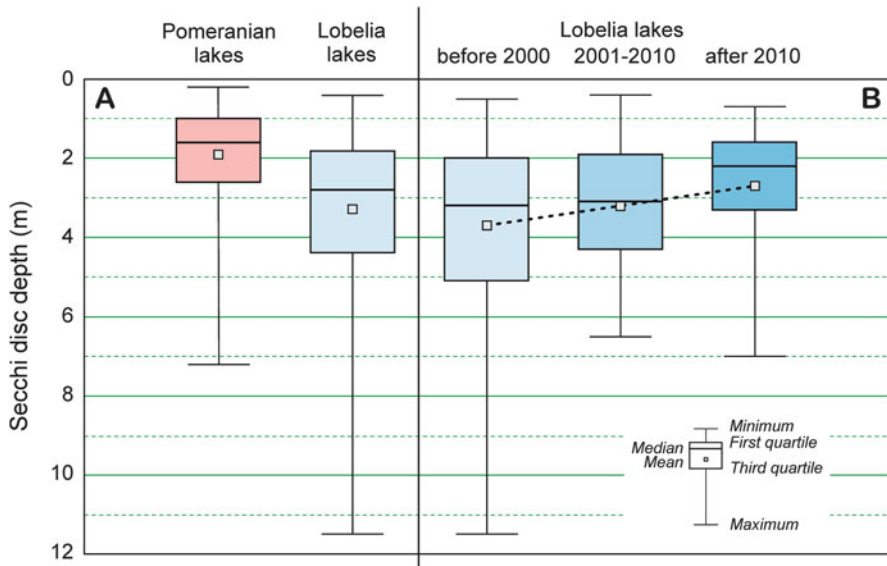 Pomeranian
lakes
Lobelia
lakes
Lobelia lakes
before 2000
2001-2010
after 2010
A
B
Secchi disc depth (m)
0
2
4
6
8
10
12
Minimum
First quartile
Median
Mean
Third quartile
Maximum